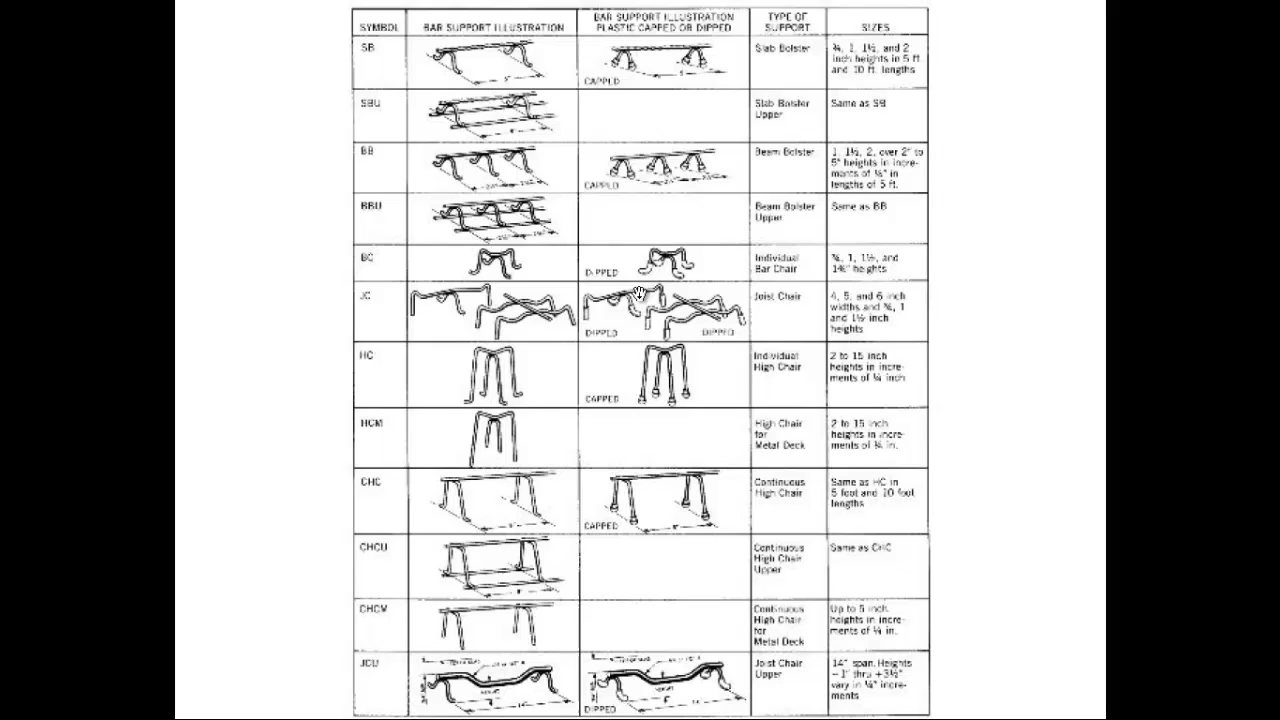 BAR SUPPORT ILLUSTRATION TYPE OF
SYMBOL BAR SUPPORT ILLUSTRATION PLASTIC CAPPED OR DIPPED SUPPORT SIZES
SB Slab Bolster ¾, 1, 1½, and 2
inch heights in 5 ft.
and 10 ft. lengths
5"
5"
CAPPED
SBU Slab Bolster Same as SB
Upper
BB Beam Bolster 1, 1½, 2, over 2" to
5" heights in incre-
ments of ¼" in
lengths of 5 ft.
CAPPED
BBU Beam Bolster Same as BB
Upper
BC Individual ¾, 1, 1½, and
Bar Chair 1¾" heights
DIPPED
JC Joist Chair 4, 5, and 6 inch
widths and ¾, 1
and 1½ inch
heights
DIPPED DIPPED
HC Individual 2 to 15 inch
High Chair heights in incre-
ments of ¼ inch
CAPPED
HCM High Chair 2 to 15 inch
for heights in incre-
Metal Deck ments of ¼ in.
CHC Continuous Same as HC in
High Chair 5 foot and 10 foot
lengths
8"
CAPPED
CHCU Continuous Same as CHC
High Chair
Upper
8"
CHCM Continuous Up to 5 inch
High Chair heights in incre-
for ments of ¼ in.
Metal Deck
JCU Joist Chair 14" span. Heights
Upper –1" thru +3½"
vary in ¼" incre-
ments
HEIGHT HEIGHT
14" 14"
DIPPED